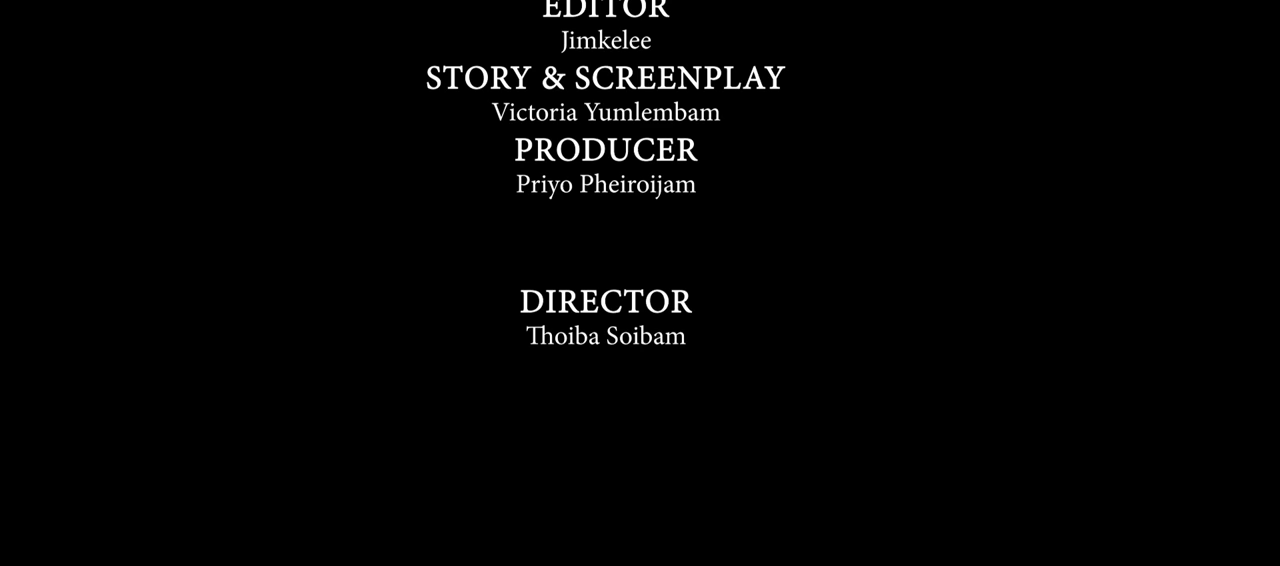 EDITOR
Jimkelee
STORY & SCREENPLAY
Victoria Yumlembam
PRODUCER
Priyo Pheiroijam
DIRECTOR
Thoiba Soibam